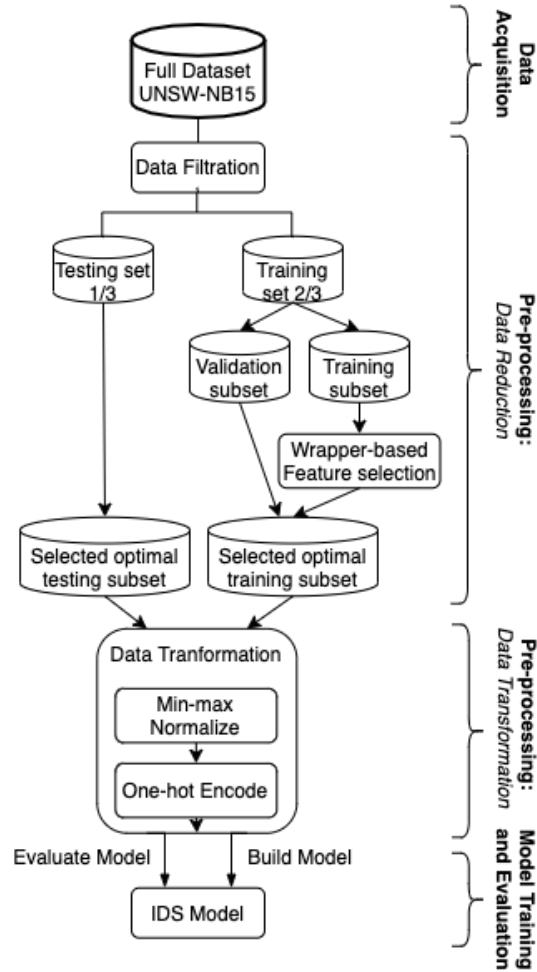 Full Dataset
UNSW-NB15
Data
Acquisition
Data Filtration
Testing set
1/3
Training
set 2/3
Validation
subset
Training
subset
Wrapper-based
Feature selection
Selected optimal
testing subset
Selected optimal
training subset
Pre-processing:
Data Reduction
Data Tranformation
Min-max
Normalize
One-hot Encode
Pre-processing:
Data Transformation
Evaluate Model
Build Model
IDS Model
Model Training
and Evaluation